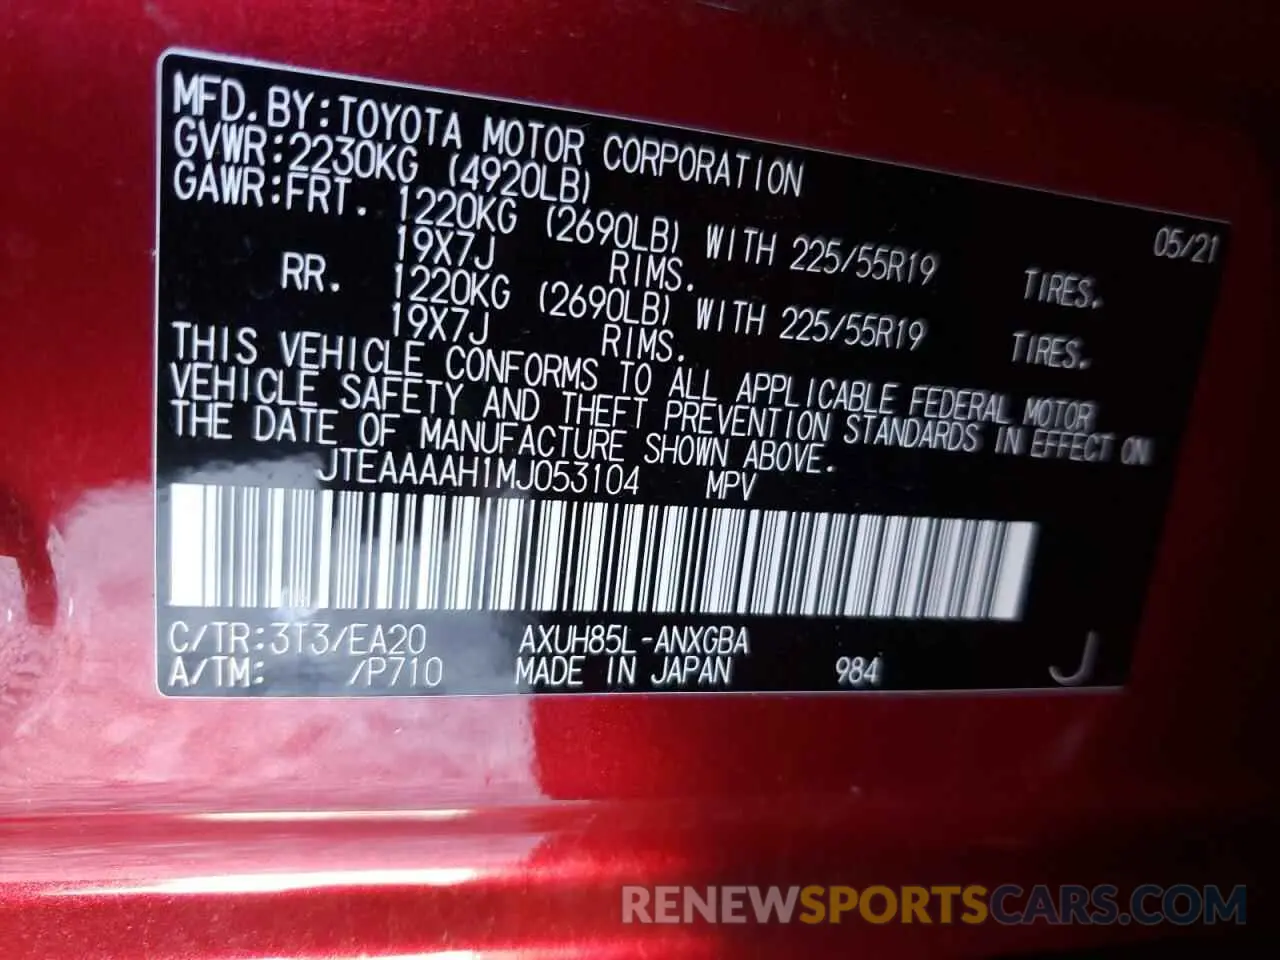 MFD.BY:TOYOTA MOTOR CORPORATION 05/21
GVWR:2230KG (4920LB)
GAWR:FRT. 1220KG (2690LB) WITH 225/55R19 TIRES.
19X7J RIMS.
RR. 1220KG (2690LB) WITH 225/55R19 TIRES.
19X7J RIMS.
THIS VEHICLE CONFORMS TO ALL APPLICABLE FEDERAL MOTOR
VEHICLE SAFETY AND THEFT PREVENTION STANDARDS IN EFFECT ON
THE DATE OF MANUFACTURE SHOWN ABOVE.
JTEAAAAH1MJ053104 MPV
C/TR:3T3/EA20 AXUH85L-ANXGBA
A/TM: /P710 MADE IN JAPAN 984 J
RENEWSPORTSCARS.COM